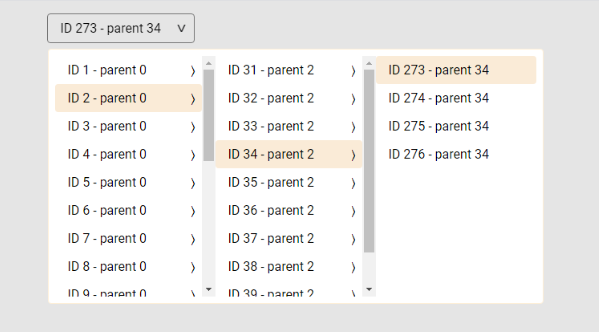 ID 273 - parent 34
ID 1 - parent 0
ID 2 - parent 0
ID 3 - parent 0
ID 4 - parent 0
ID 5 - parent 0
ID 6 - parent 0
ID 7 - parent 0
ID 8 - parent 0
ID 9 - parent 0
ID 31 - parent 2
ID 32 - parent 2
ID 33 - parent 2
ID 34 - parent 2
ID 35 - parent 2
ID 36 - parent 2
ID 37 - parent 2
ID 38 - parent 2
ID 39 - parent 2
ID 273 - parent 34
ID 274 - parent 34
ID 275 - parent 34
ID 276 - parent 34